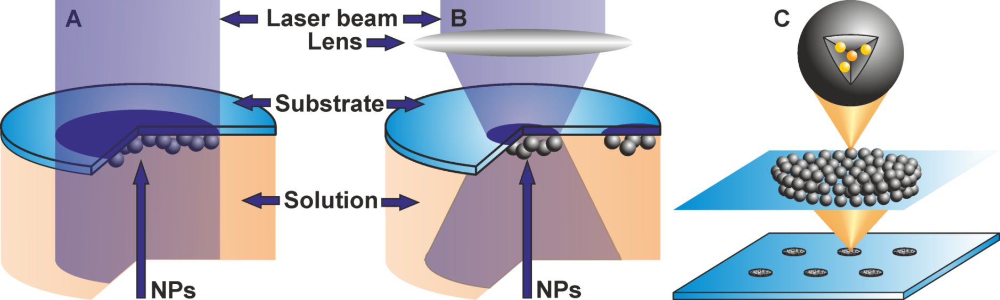 A
Laser beam
B
C
Lens
Substrate
Solution
NPs
NPs